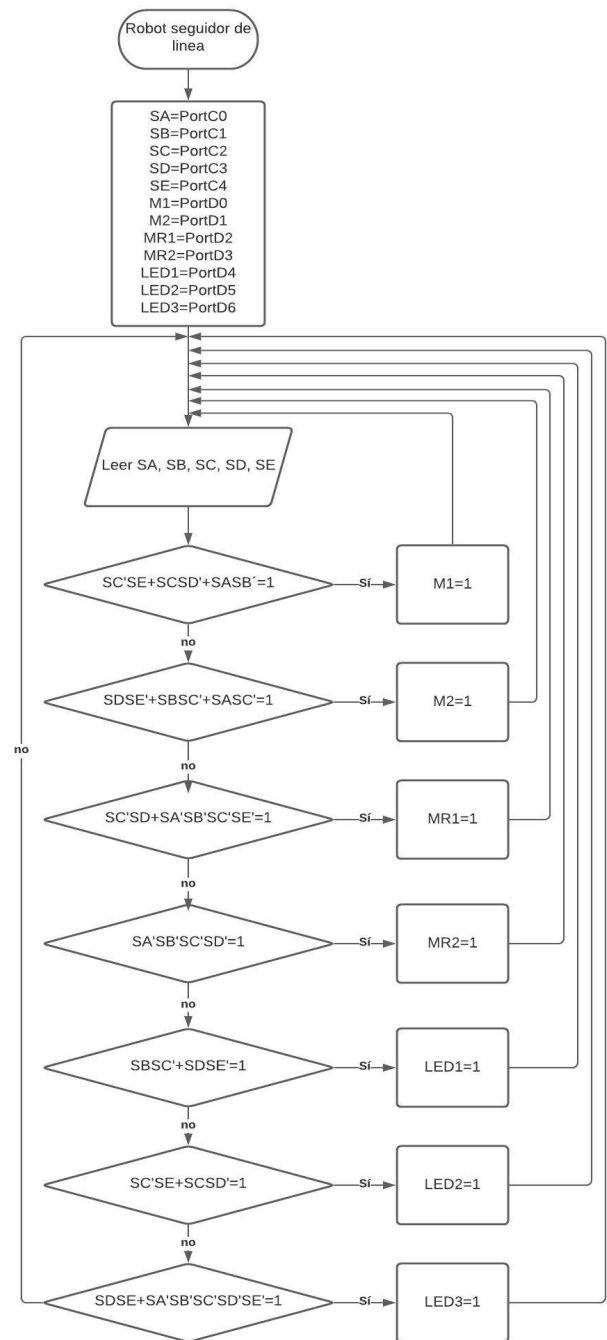 Robot seguidor de
linea
SA=PortC0
SB=PortC1
SC=PortC2
SD=PortC3
SE=PortC4
M1=PortD0
M2=PortD1
MR1=PortD2
MR2=PortD3
LED1=PortD4
LED2=PortD5
LED3=PortD6
Leer SA, SB, SC, SD, SE
SC'SE+SCSD'+SASB´=1
Sí
M1=1
no
SDSE'+SBSC'+SASC'=1
Sí
M2=1
no
no
SC'SD+SA'SB'SC'SE'=1
Sí
MR1=1
no
SA'SB'SC'SD'=1
Sí
MR2=1
no
SBSC'+SDSE'=1
Sí
LED1=1
no
SC'SE+SCSD'=1
Sí
LED2=1
no
SDSE+SA'SB'SC'SD'SE'=1
Sí
LED3=1